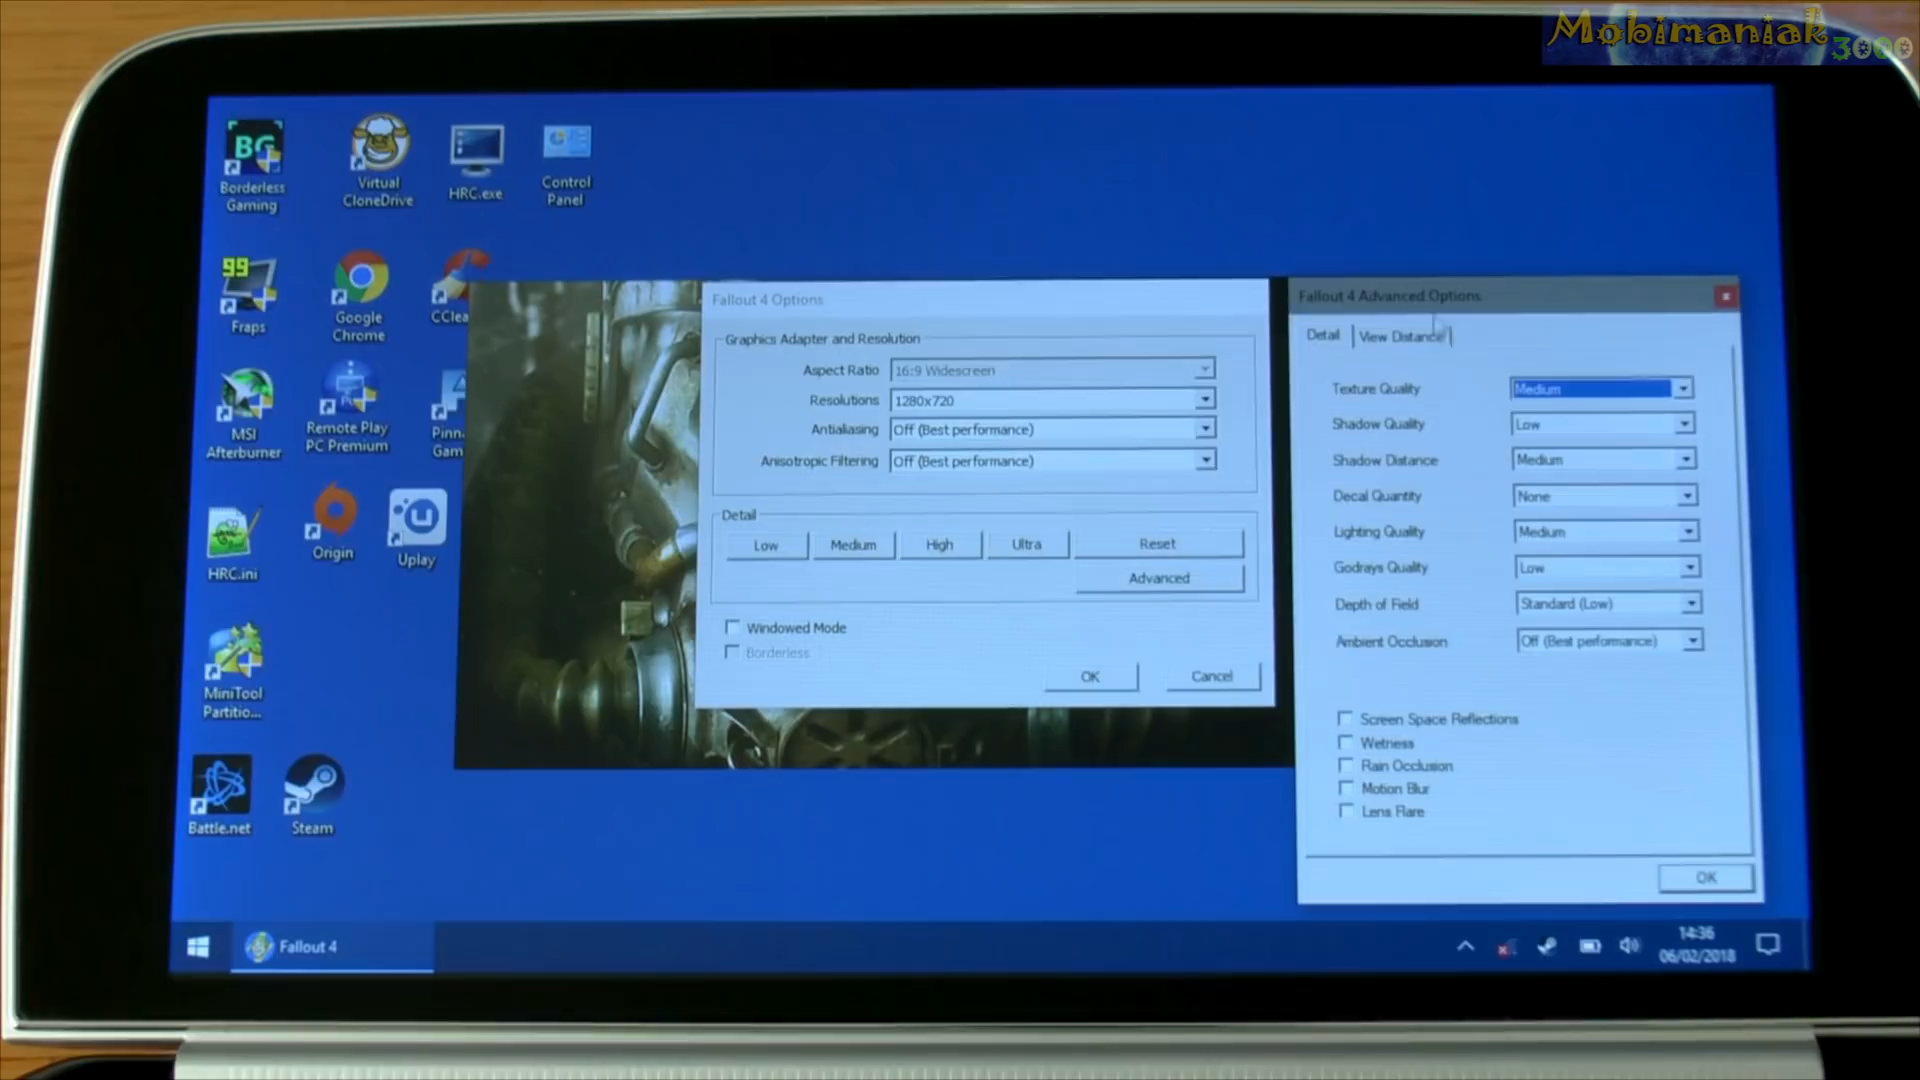 Mobimaniak
3000
BG
Borderless
Gaming
Virtual
CloneDrive
HRC.exe
Control
Panel
99
Fraps
Google
Chrome
CClea
MSI
Afterburner
Remote Play
PC Premium
Pinn
Gam
HRC.ini
Origin
Uplay
MiniTool
Partitio...
Battle.net
Steam
Fallout 4 Options
Graphics Adapter and Resolution
Aspect Ratio 16:9 Widescreen
Resolutions 1280x720
Antialiasing Off (Best performance)
Anisotropic Filtering Off (Best performance)
Detail
Low Medium High Ultra Reset
Advanced
Windowed Mode
Borderless
OK Cancel
Fallout 4 Advanced Options
Detail View Distance
Texture Quality Medium
Shadow Quality Low
Shadow Distance Medium
Decal Quantity None
Lighting Quality Medium
Godrays Quality Low
Depth of Field Standard (Low)
Ambient Occlusion Off (Best performance)
Screen Space Reflections
Wetness
Rain Occlusion
Motion Blur
Lens Flare
OK
Fallout 4
14:36
06/02/2018